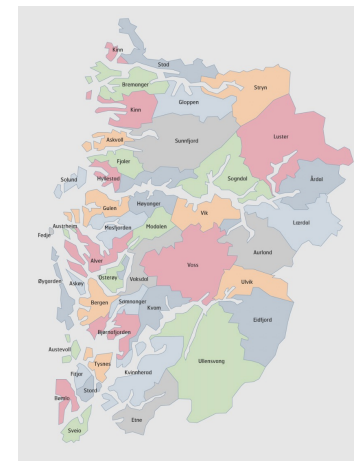 Kinn
Stad
Bremanger
Stryn
Gloppen
Kinn
Askvoll
Sunnfjord
Luster
Fjaler
Hyllestad
Sogndal
Årdal
Solund
Gulen
Høyanger
Vik
Lærdal
Austrheim
Fedje
Masfjorden
Modalen
Aurland
Alver
Voss
Øygarden
Askøy
Osterøy
Vaksdal
Ulvik
Bergen
Samnanger
Kvam
Eidfjord
Bjørnafjorden
Austevoll
Tysnes
Ullensvang
Fitjar
Kvinnherad
Stord
Bømlo
Etne
Sveio